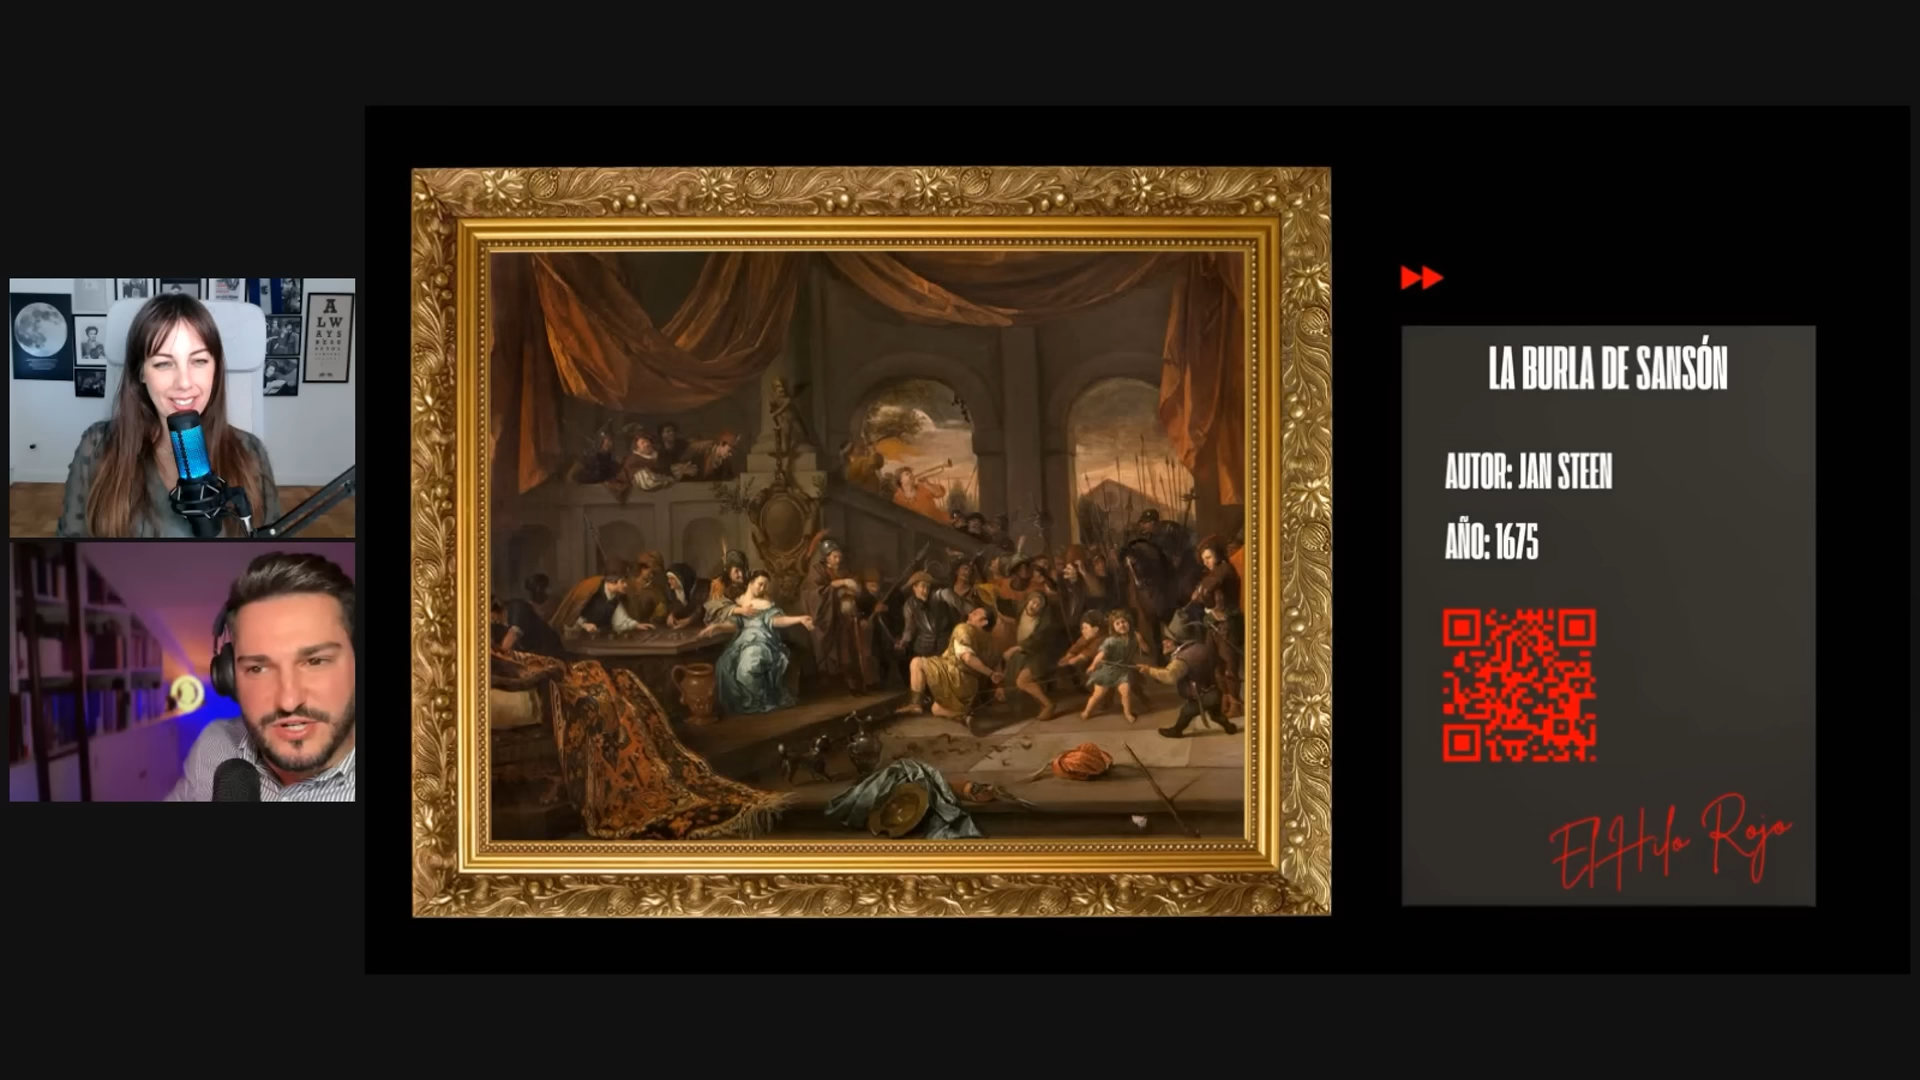 A
L W
A Y S
LA BURLA DE SANSÓN
AUTOR: JAN STEEN
AÑO: 1675
El Hilo Rojo